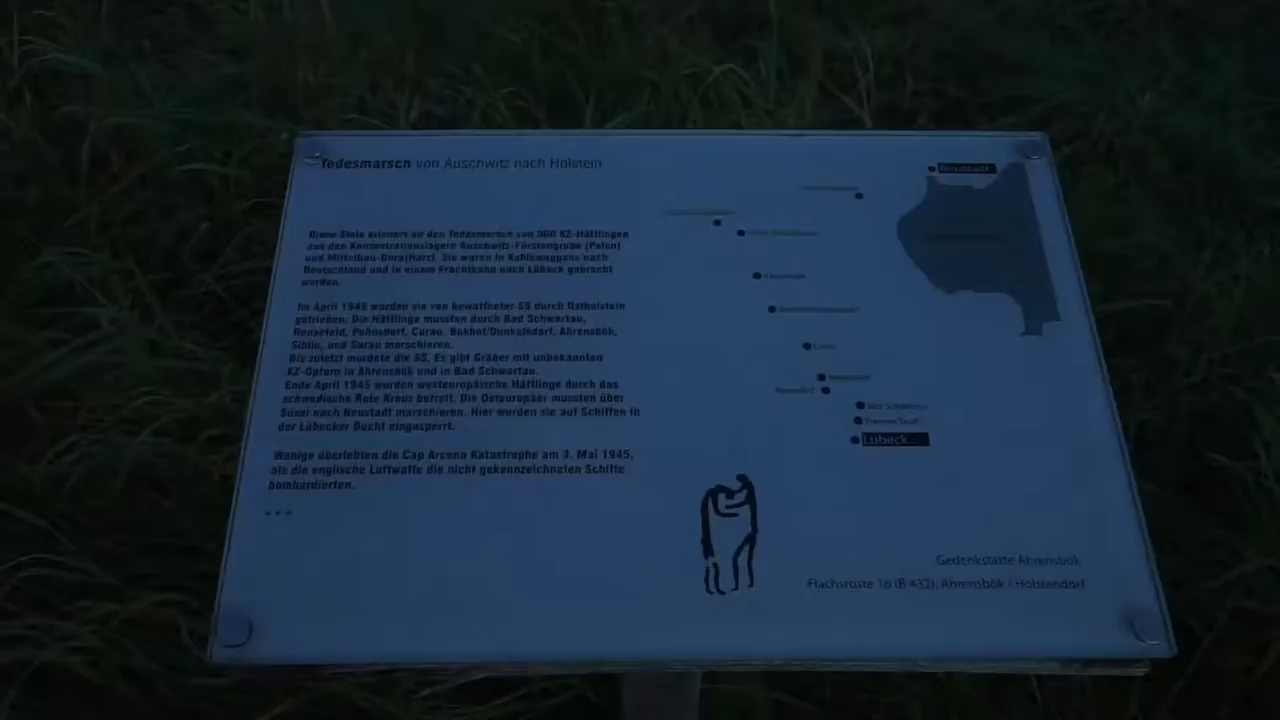 Todesmarsch von Auschwitz nach Holstein
Diese Stele erinnert an den Todesmarsch von 500 KZ-Häftlingen
aus den Konzentrationslagern Auschwitz-Fürstengrube (Polen)
und Mittelbau-Dora(Harz). Sie waren in Kohlewaggons nach
Deutschland und in einem Frachtkahn nach Lübeck gebracht
worden.
Im April 1945 wurden sie von bewaffneter SS durch Ostholstein
getrieben. Die Häftlinge mussten durch Bad Schwartau,
Rensefeld, Pohnsdorf, Curau, Bokhof/Dunkelsdorf, Ahrensbök,
Siblin, und Sarau marschieren.
Bis zuletzt mordete die SS. Es gibt Gräber mit unbekannten
KZ-Opfern in Ahrensbök und in Bad Schwartau.
Ende April 1945 wurden westeuropäische Häftlinge durch das
schwedische Rote Kreuz befreit. Die Osteuropäer mussten über
Süsel nach Neustadt marschieren. Hier wurden sie auf Schiffen in
der Lübecker Bucht eingesperrt.
Wenige überlebten die Cap Arcona Katastrophe am 3. Mai 1945,
als die englische Luftwaffe die nicht gekennzeichneten Schiffe
bombardierten.
Neustadt
Ahrensbök
Curau
Bad Schwartau
Lübeck
Gedenkstätte Ahrensbök
Flachsröste 16 (B 432), Ahrensbök / Holstendorf